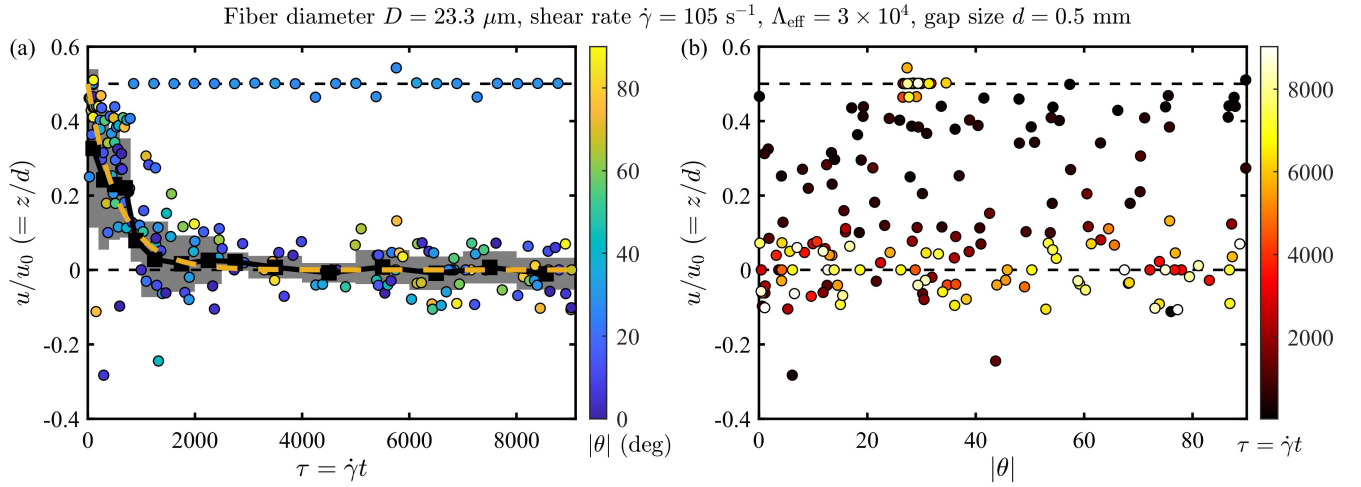 Fiber diameter D = 23.3 μm, shear rate γ̇ = 105 s⁻¹, Λeff = 3 × 10⁴, gap size d = 0.5 mm
(a)
u/u₀ (= z/d)
0.6
0.4
0.2
0
-0.2
-0.4
0 2000 4000 6000 8000
τ = γ̇t
80
60
40
20
0
|θ| (deg)
(b)
u/u₀ (= z/d)
0.6
0.4
0.2
0
-0.2
-0.4
0 20 40 60 80
|θ|
8000
6000
4000
2000
τ = γ̇t